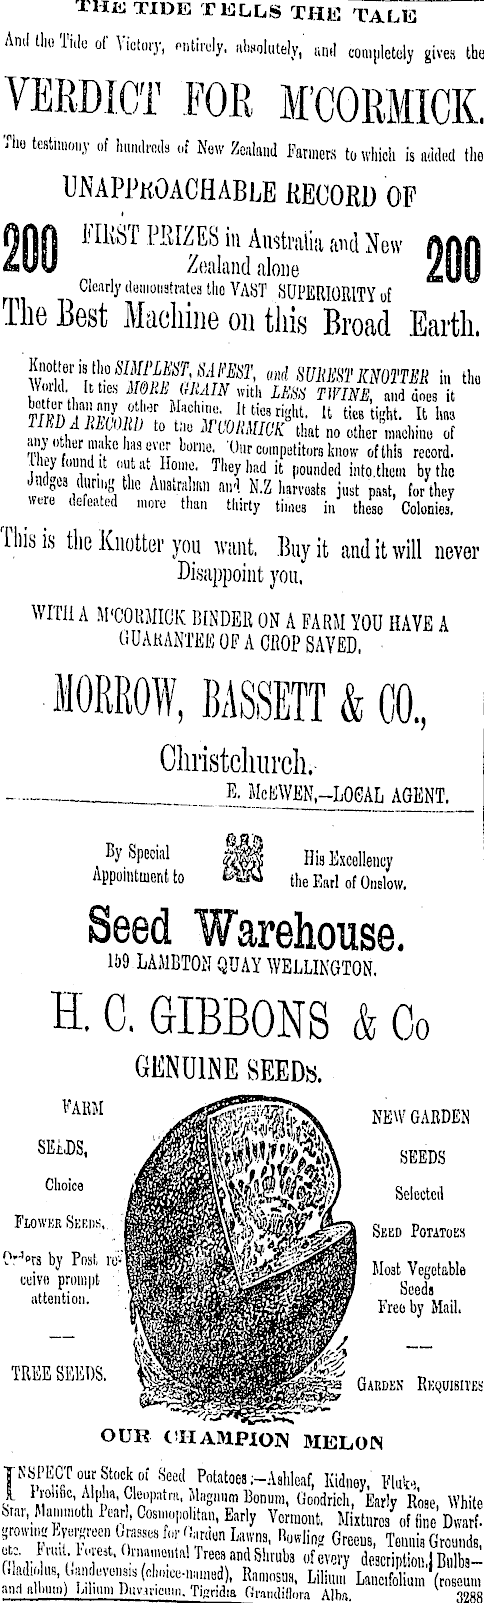 THE TIDE TELLS THE TALE
And the Tide of Victory, entirely, absolutely, and completely gives the
VERDICT FOR M'CORMICK.
The testimony of hundreds of New Zealand Farmers to which is added the
UNAPPROACHABLE RECORD OF
200 FIRST PRIZES in Australia and New 200
Zealand alone
Clearly demonstrates the VAST SUPERIORITY of
The Best Machine on this Broad Earth.
Knotter is the SIMPLEST, SAFEST, and SUREST KNOTTER in the
World. It ties MORE GRAIN with LESS TWINE, and does it
better than any other Machine. It ties right. It ties tight. It has
TIED A RECORD to the M'CORMICK that no other machine of
any other make has ever borne. Our competitors know of this record.
They found it out at Home. They had it pounded into them by the
Judges during the Australian and N.Z harvests just past, for they
were defeated more than thirty times in these Colonies.
This is the Knotter you want. Buy it and it will never
Disappoint you.
WITH A M'CORMICK BINDER ON A FARM YOU HAVE A
GUARANTEE OF A CROP SAVED.
MORROW, BASSETT & CO.,
Christchurch.
E. McEWEN,—LOCAL AGENT.
By Special
Appointment to
His Excellency
the Earl of Onslow.
Seed Warehouse.
159 LAMBTON QUAY WELLINGTON.
H. C. GIBBONS & Co
GENUINE SEEDS.
FARM
SEEDS,
Choice
FLOWER SEEDS,
Orders by Post re-
ceive prompt
attention.
TREE SEEDS.
NEW GARDEN
SEEDS
Selected
SEED POTATOES
Most Vegetable
Seeds
Free by Mail.
GARDEN REQUISITES
OUR CHAMPION MELON
INSPECT our Stock of Seed Potatoes:—Ashleaf, Kidney, Fluke,
Prolific, Alpha, Cleopatra, Magnum Bonum, Goodrich, Early Rose, White
Star, Mammoth Pearl, Cosmopolitan, Early Vermont. Mixtures of fine Dwarf-
growing Evergreen Grasses for Garden Lawns, Bowling Greens, Tennis Grounds,
etc. Fruit, Forest, Ornamental Trees and Shrubs of every description. Bulbs—
Gladiolus, Gandevensis (choice-named), Ramosus, Lilium Lancifolium (roseum
and album) Lilium Duvaricum, Tigridia Grandiflora Alba. 3288